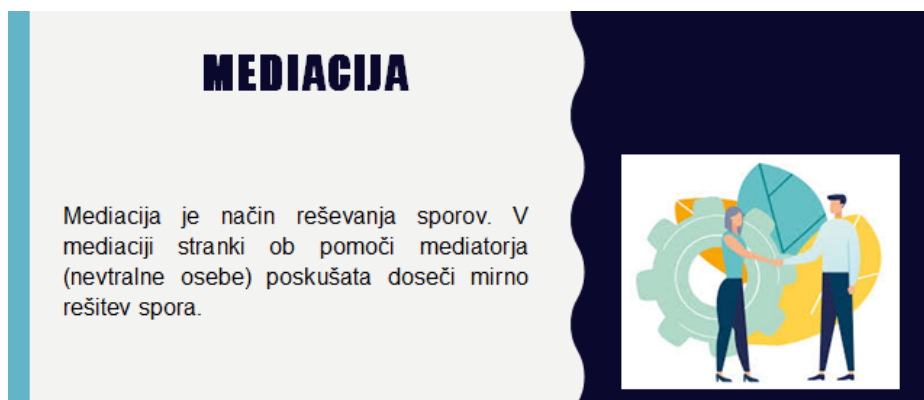 MEDIACIJA
Mediacija je način reševanja sporov. V
mediaciji stranki ob pomoči mediatorja
(nevtralne osebe) poskušata doseči mirno
rešitev spora.